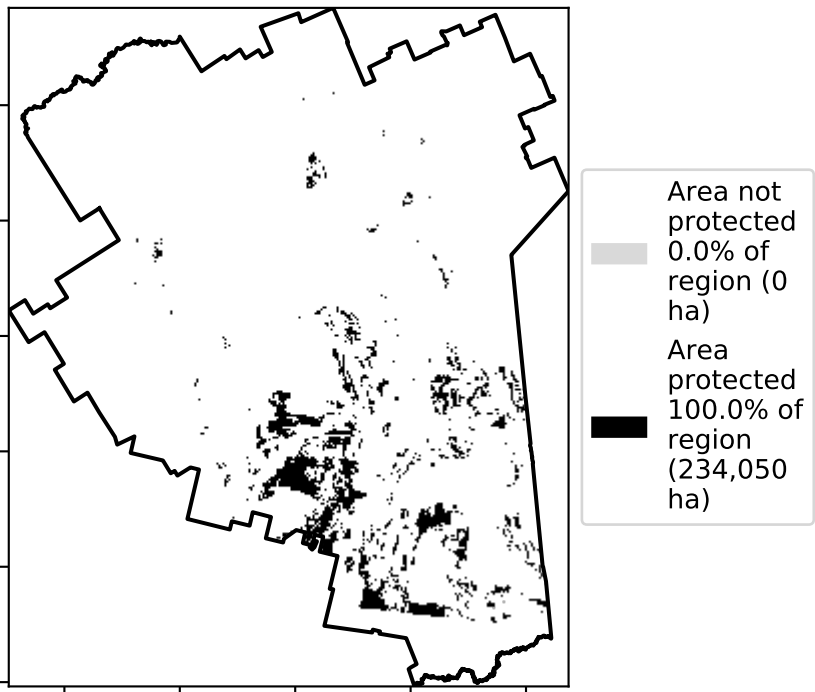 Area not
protected
0.0% of
region (0
ha)
Area
protected
100.0% of
region
(234,050
ha)